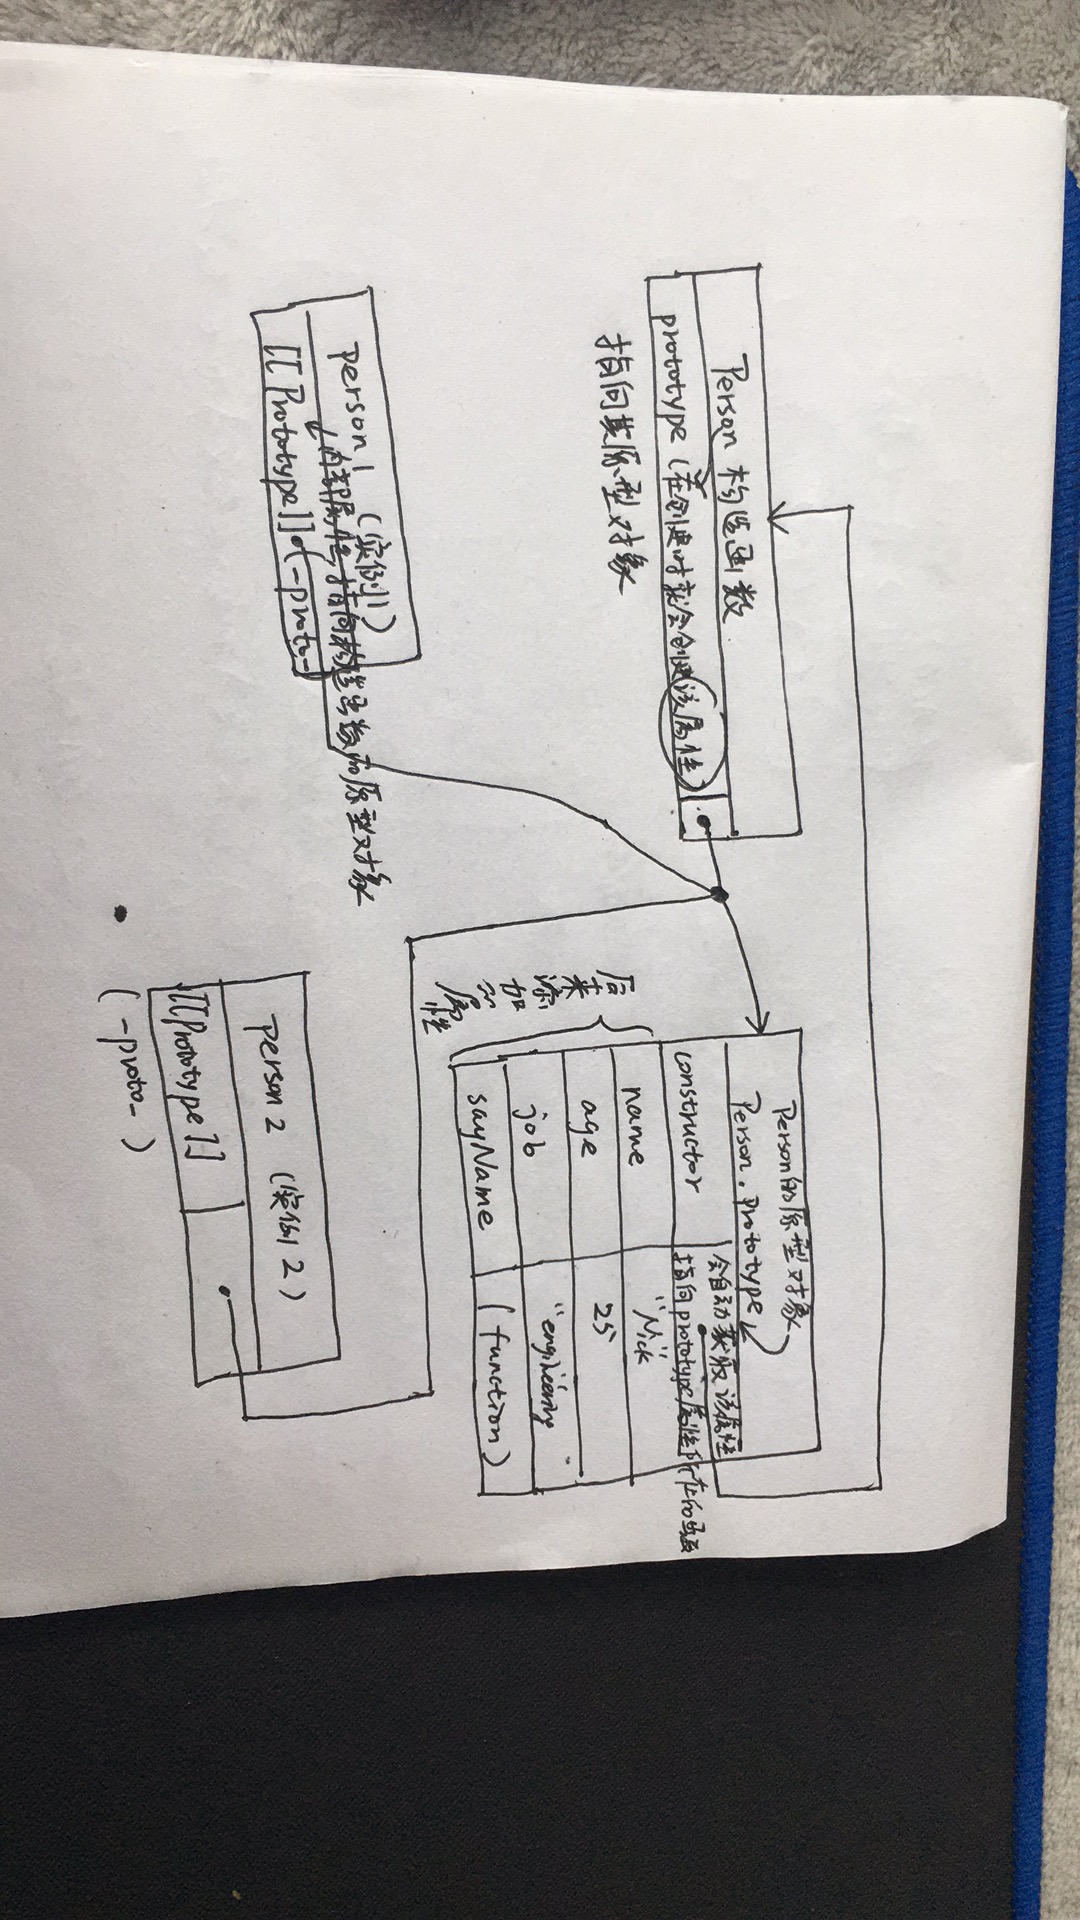 Person 构造函数
prototype (在创建时就会创建该属性)
指向其原型对象
Person的原型对象
Person.Prototype
constructor
会自动获取该属性
指向prototype属性所在的函数
name
"Nick"
age
25
job
"engineering"
sayName
(function)
后来添加的属性
Person1 (实例1)
(内部属性指向构造函数的原型对象
[[Prototype]] (-proto-)
Person2 (实例2)
[[Prototype]]
(-proto-)